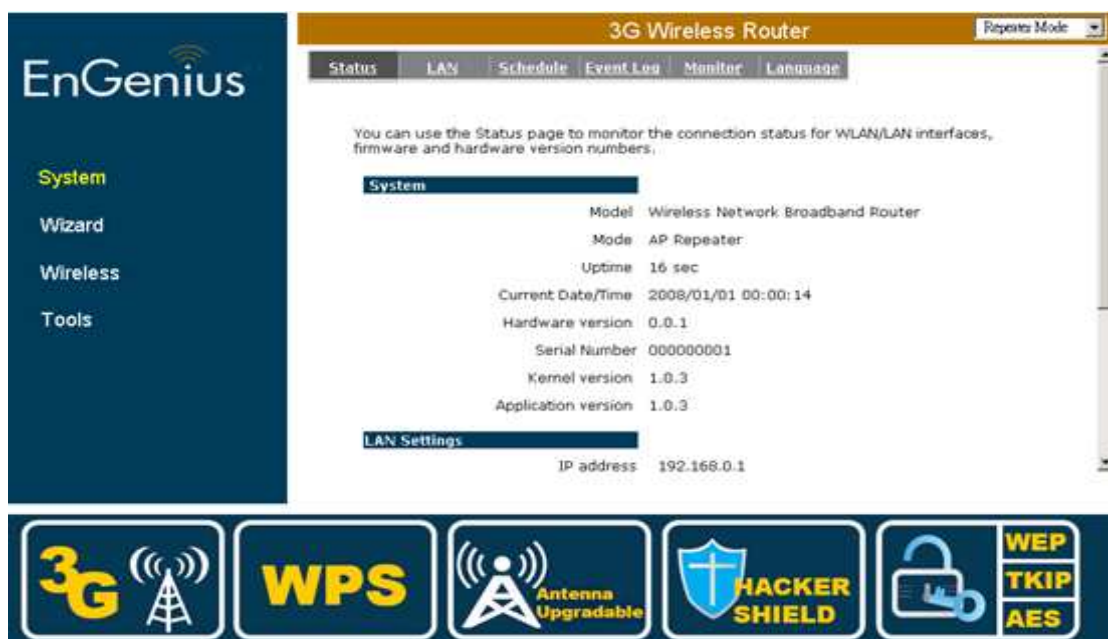 3G Wireless Router
Repeater Mode
EnGenius
Status LAN Schedule Event Log Monitor Language
You can use the Status page to monitor the connection status for WLAN/LAN interfaces,
firmware and hardware version numbers.
System
Wizard
Wireless
Tools
System
Model Wireless Network Broadband Router
Mode AP Repeater
Uptime 16 sec
Current Date/Time 2008/01/01 00:00:14
Hardware version 0.0.1
Serial Number 000000001
Kernel version 1.0.3
Application version 1.0.3
LAN Settings
IP address 192.168.0.1
3G
WPS
Antenna
Upgradable
HACKER
SHIELD
WEP
TKIP
AES